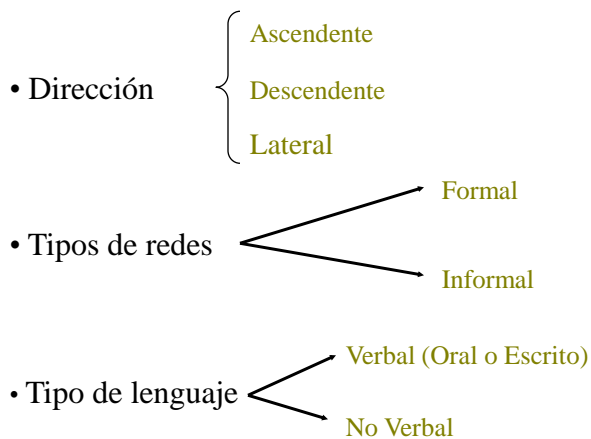 Ascendente
• Dirección
Descendente
Lateral
Formal
• Tipos de redes
Informal
Verbal (Oral o Escrito)
• Tipo de lenguaje
No Verbal